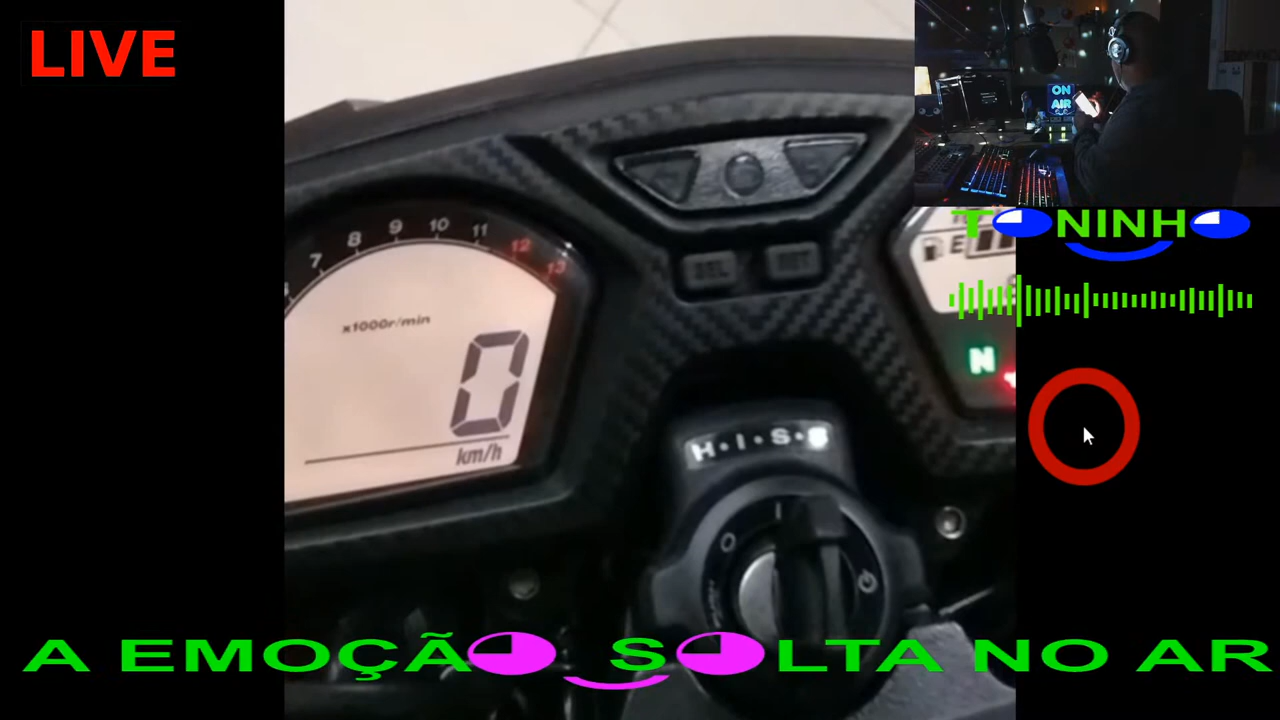 LIVE
ON
AIR
TONINHO
7 8 9 10 11 12 13
x1000r/min
0
km/h
SEL RST
E
N
H·I·S·S
A EMOÇÃO SOLTA NO AR